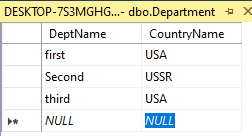 DESKTOP-7S3MGHG...- dbo.Department
DeptName CountryName
first USA
Second USSR
third USA
NULL NULL